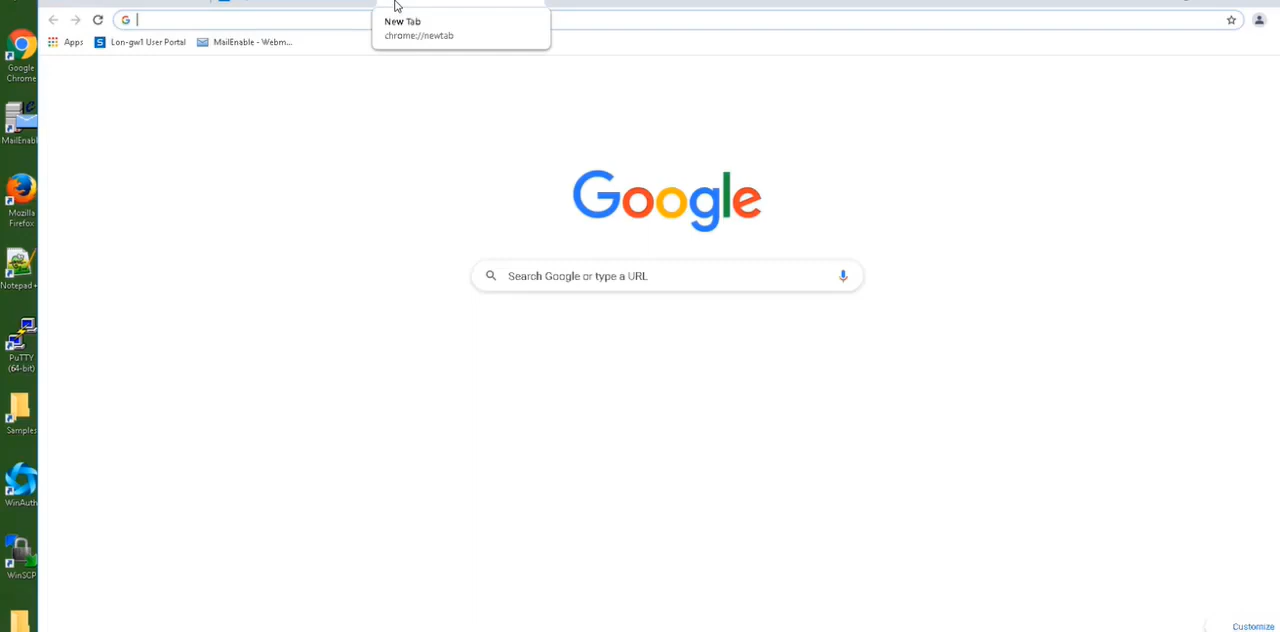 New Tab
chrome://newtab
Apps
Lon-gw1 User Portal
MailEnable - Webm...
Google
Chrome
MailEnabl
Mozilla
Firefox
Notepad+
PuTTY
(64-bit)
Samples
WinAuth
WinSCP
Google
Search Google or type a URL
Customize